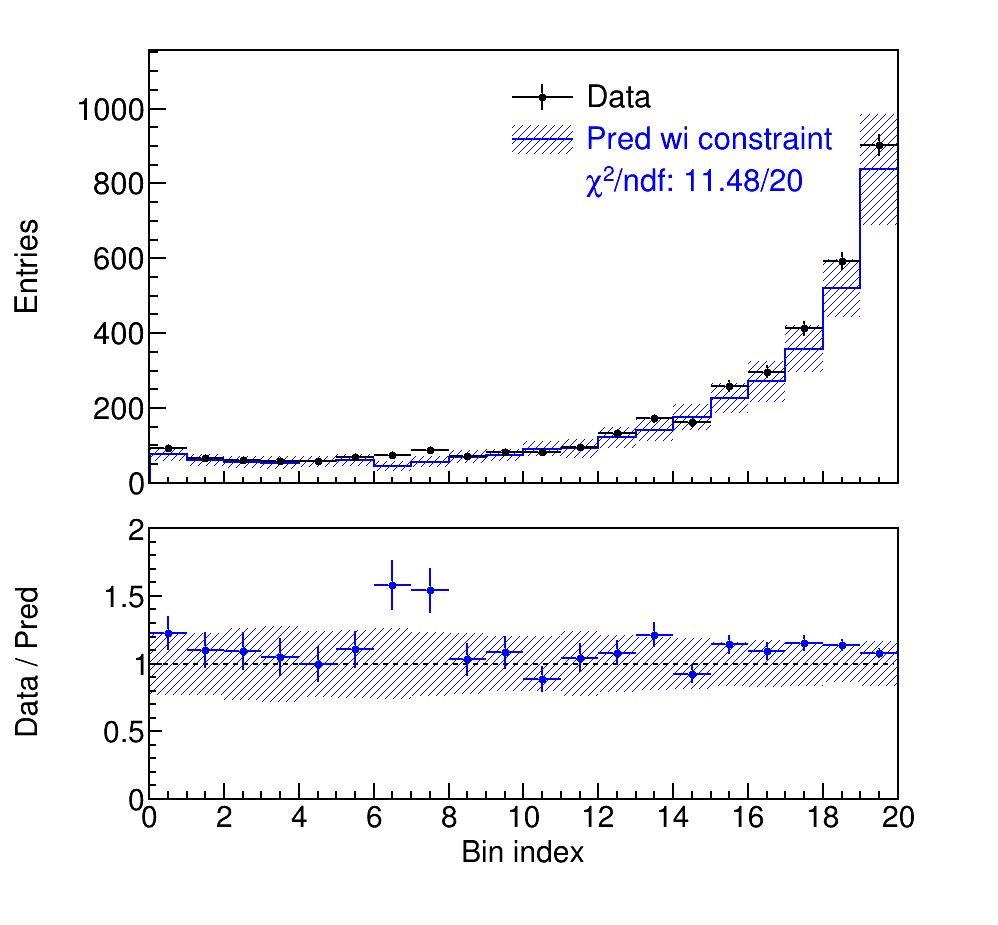 Entries
1000
800
600
400
200
0
Data
Pred wi constraint
χ²/ndf: 11.48/20
Data / Pred
2
1.5
1
0.5
0
0 2 4 6 8 10 12 14 16 18 20
Bin index